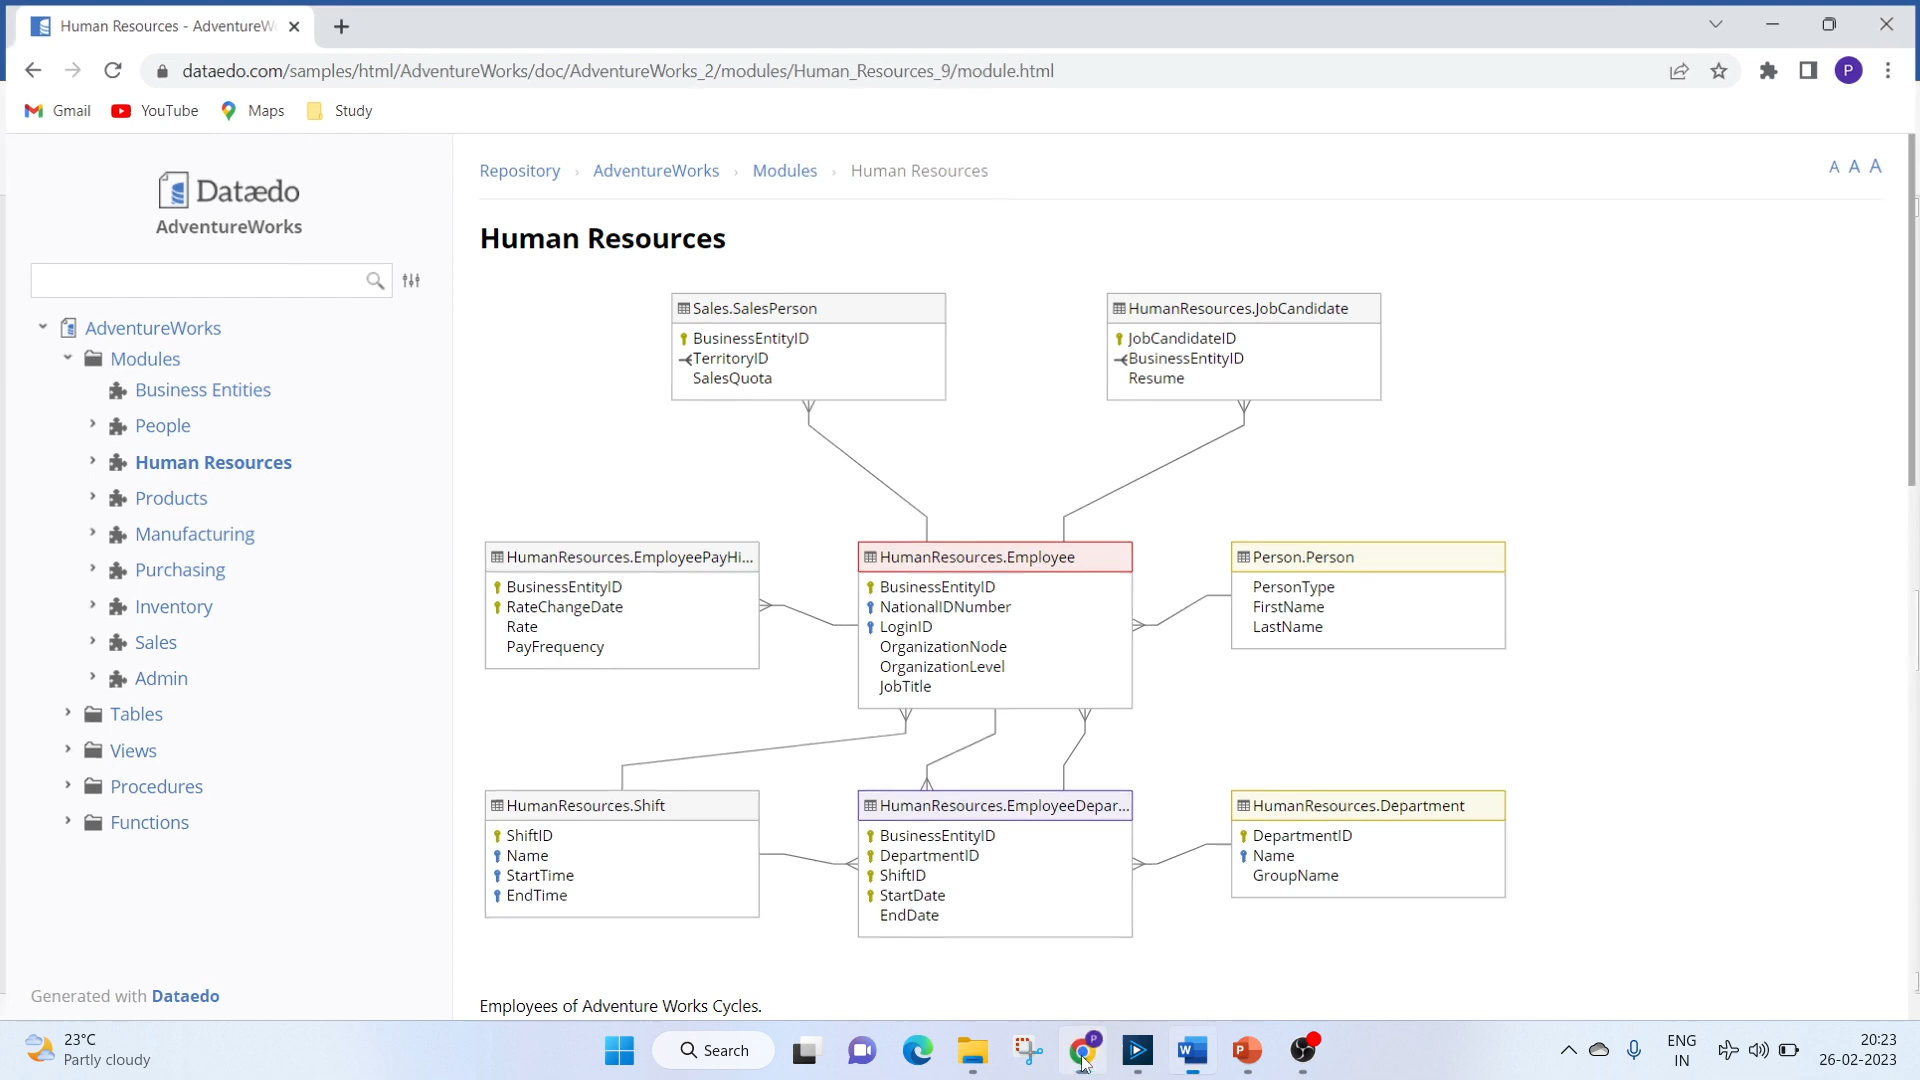 Human Resources - AdventureW
dataedo.com/samples/html/AdventureWorks/doc/AdventureWorks_2/modules/Human_Resources_9/module.html
P
Gmail
YouTube
Maps
Study
Dataedo
AdventureWorks
AdventureWorks
Modules
Business Entities
People
Human Resources
Products
Manufacturing
Purchasing
Inventory
Sales
Admin
Tables
Views
Procedures
Functions
Generated with Dataedo
Repository › AdventureWorks › Modules › Human Resources
A A A
Human Resources
Sales.SalesPerson
BusinessEntityID
TerritoryID
SalesQuota
HumanResources.JobCandidate
JobCandidateID
BusinessEntityID
Resume
HumanResources.EmployeePayHi...
BusinessEntityID
RateChangeDate
Rate
PayFrequency
HumanResources.Employee
BusinessEntityID
NationalIDNumber
LoginID
OrganizationNode
OrganizationLevel
JobTitle
Person.Person
PersonType
FirstName
LastName
HumanResources.Shift
ShiftID
Name
StartTime
EndTime
HumanResources.EmployeeDepar...
BusinessEntityID
DepartmentID
ShiftID
StartDate
EndDate
HumanResources.Department
DepartmentID
Name
GroupName
Employees of Adventure Works Cycles.
23°C
Partly cloudy
Search
P
W
P
ENG
IN
20:23
26-02-2023